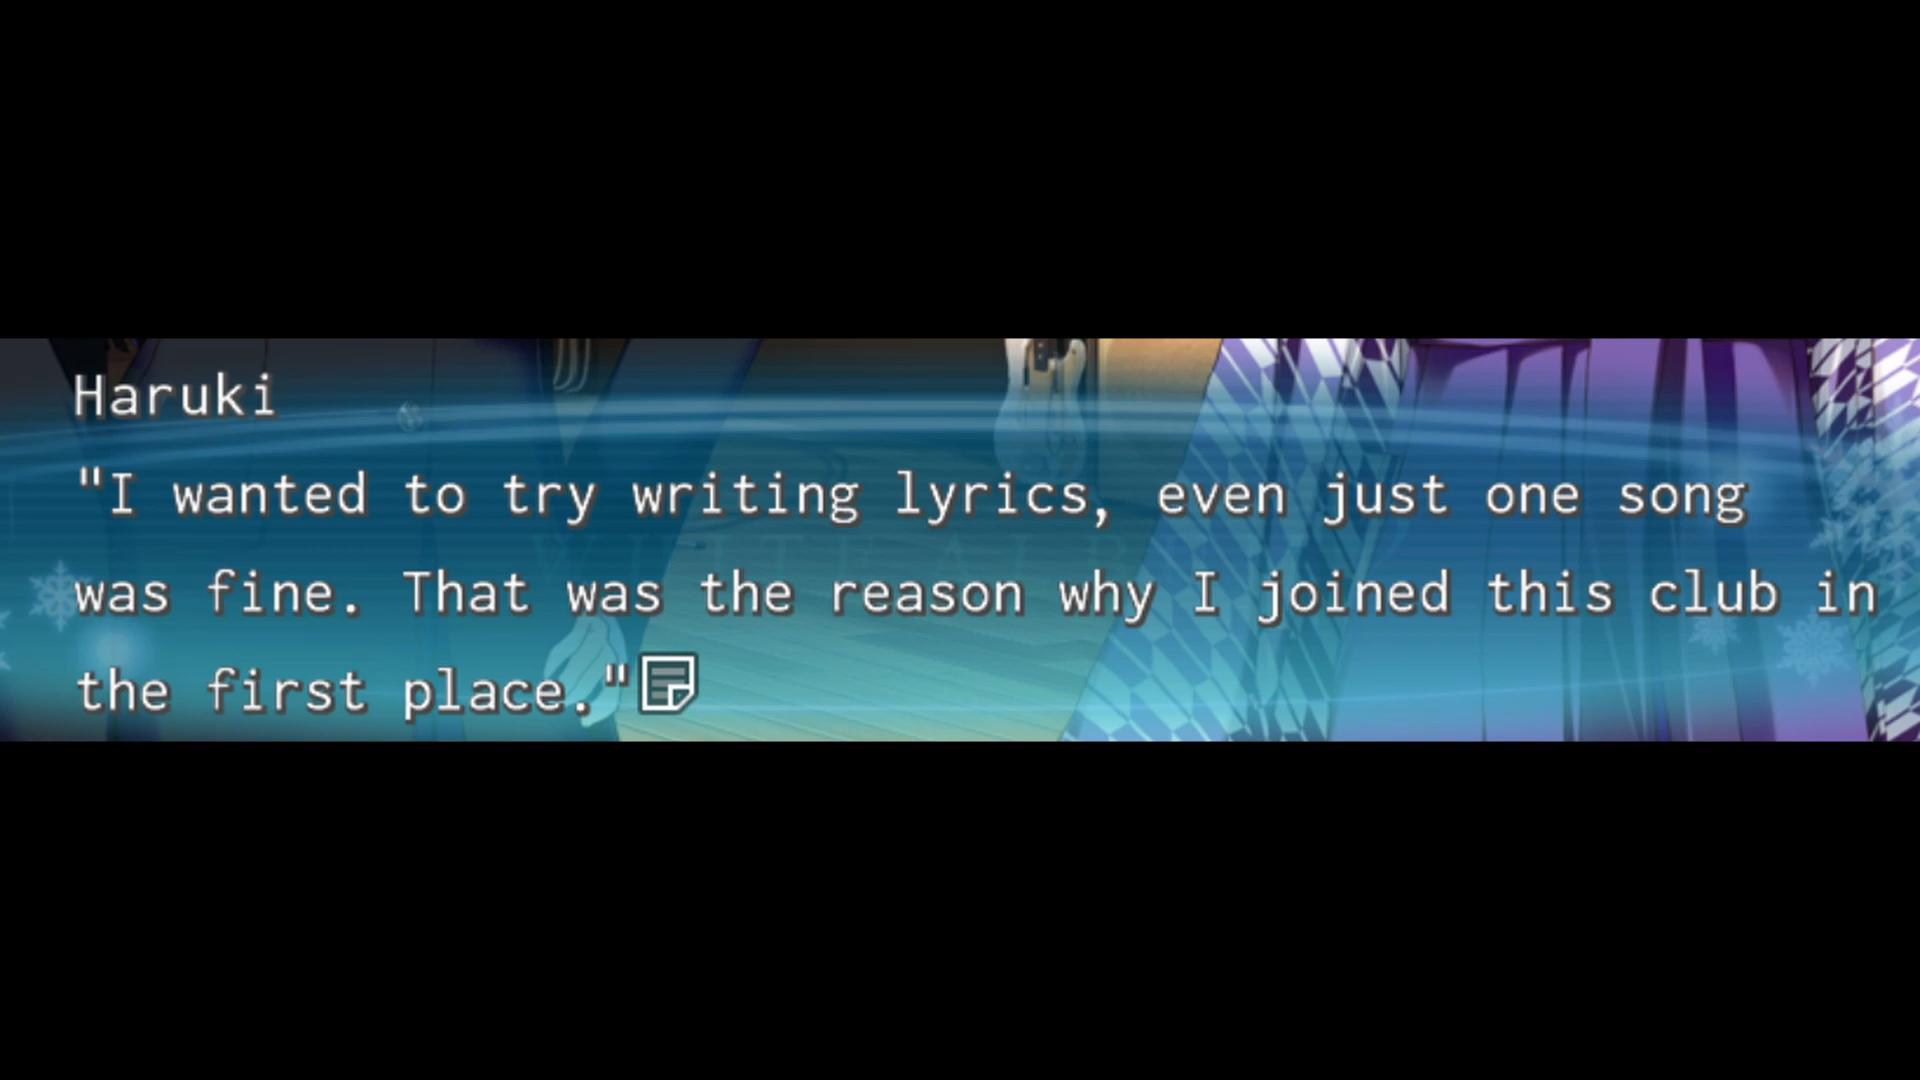 Haruki
"I wanted to try writing lyrics, even just one song
was fine. That was the reason why I joined this club in
the first place."